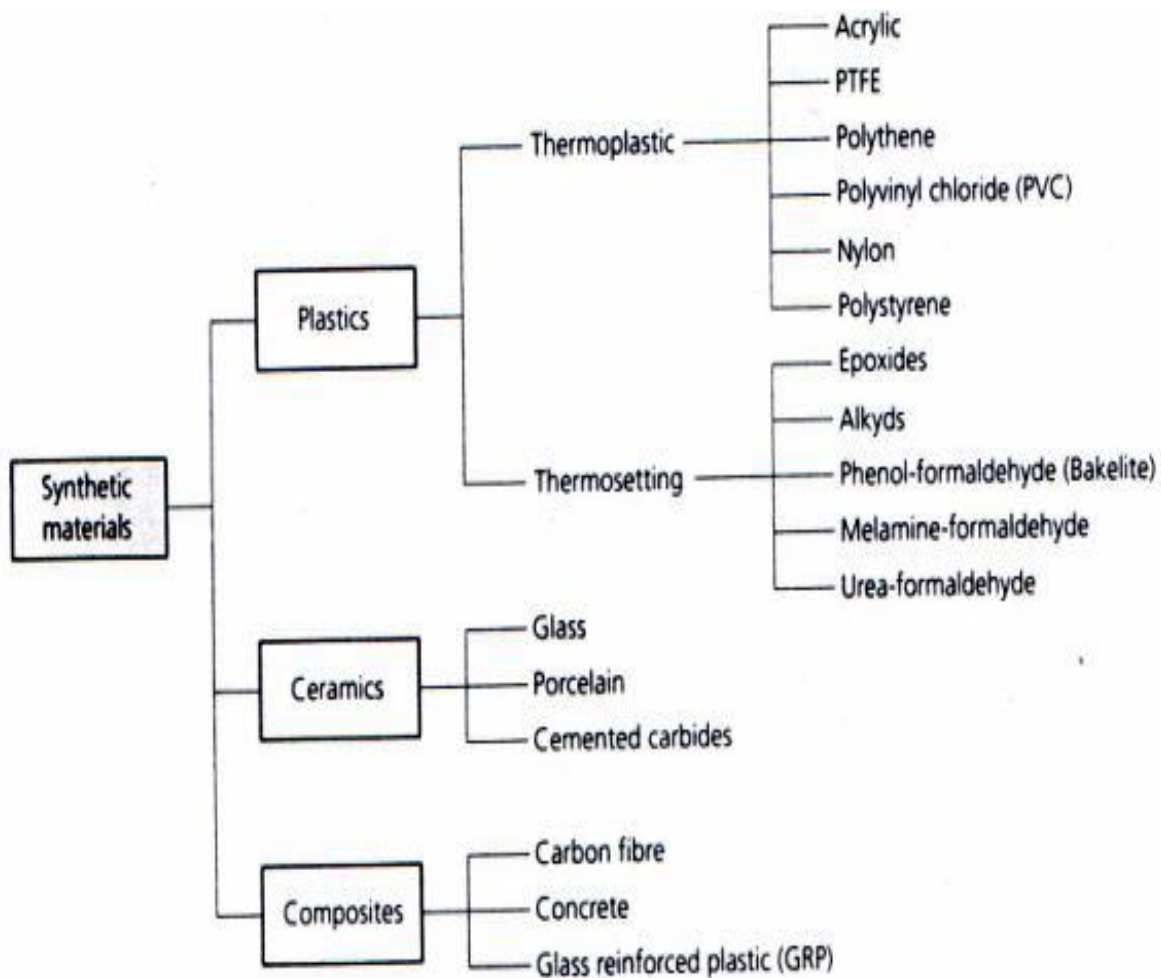 Acrylic
PTFE
Thermoplastic
Polythene
Polyvinyl chloride (PVC)
Nylon
Plastics
Polystyrene
Epoxides
Alkyds
Synthetic
materials
Thermosetting
Phenol-formaldehyde (Bakelite)
Melamine-formaldehyde
Urea-formaldehyde
Glass
Ceramics
Porcelain
Cemented carbides
Carbon fibre
Composites
Concrete
Glass reinforced plastic (GRP)